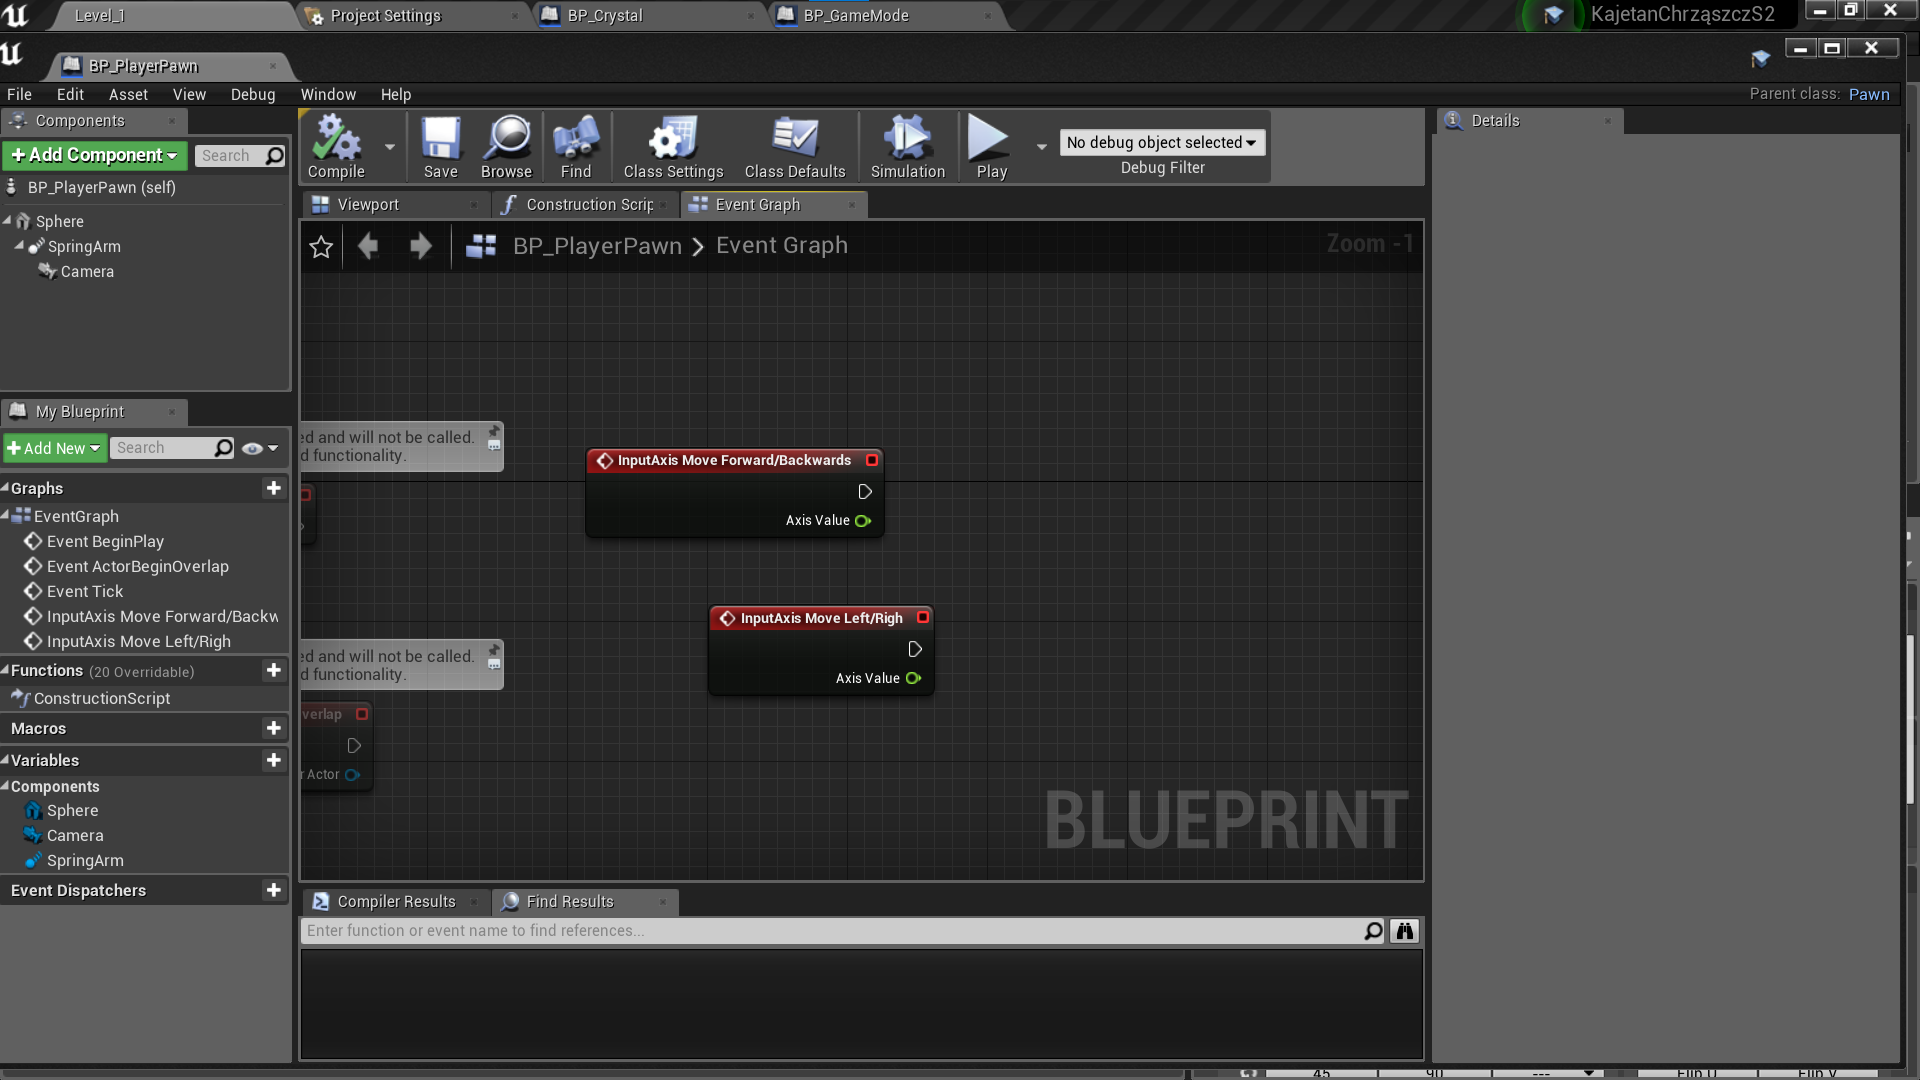 Level_1
Project Settings
BP_Crystal
BP_GameMode
KajetanChrząszczS2
BP_PlayerPawn
File Edit Asset View Debug Window Help
Parent class: Pawn
Components
Add Component
Search
BP_PlayerPawn (self)
Sphere
SpringArm
Camera
Compile
Save
Browse
Find
Class Settings
Class Defaults
Simulation
Play
No debug object selected
Debug Filter
Details
Viewport
Construction Scrip
Event Graph
BP_PlayerPawn > Event Graph
Zoom -1
My Blueprint
Add New
Search
Graphs
EventGraph
Event BeginPlay
Event ActorBeginOverlap
Event Tick
InputAxis Move Forward/Backw
InputAxis Move Left/Righ
Functions (20 Overridable)
ConstructionScript
Macros
Variables
Components
Sphere
Camera
SpringArm
Event Dispatchers
ed and will not be called.
d functionality.
InputAxis Move Forward/Backwards
Axis Value
InputAxis Move Left/Righ
Axis Value
ed and will not be called.
d functionality.
verlap
r Actor
BLUEPRINT
Compiler Results
Find Results
Enter function or event name to find references...
45
90
---
Flip U
Flip V